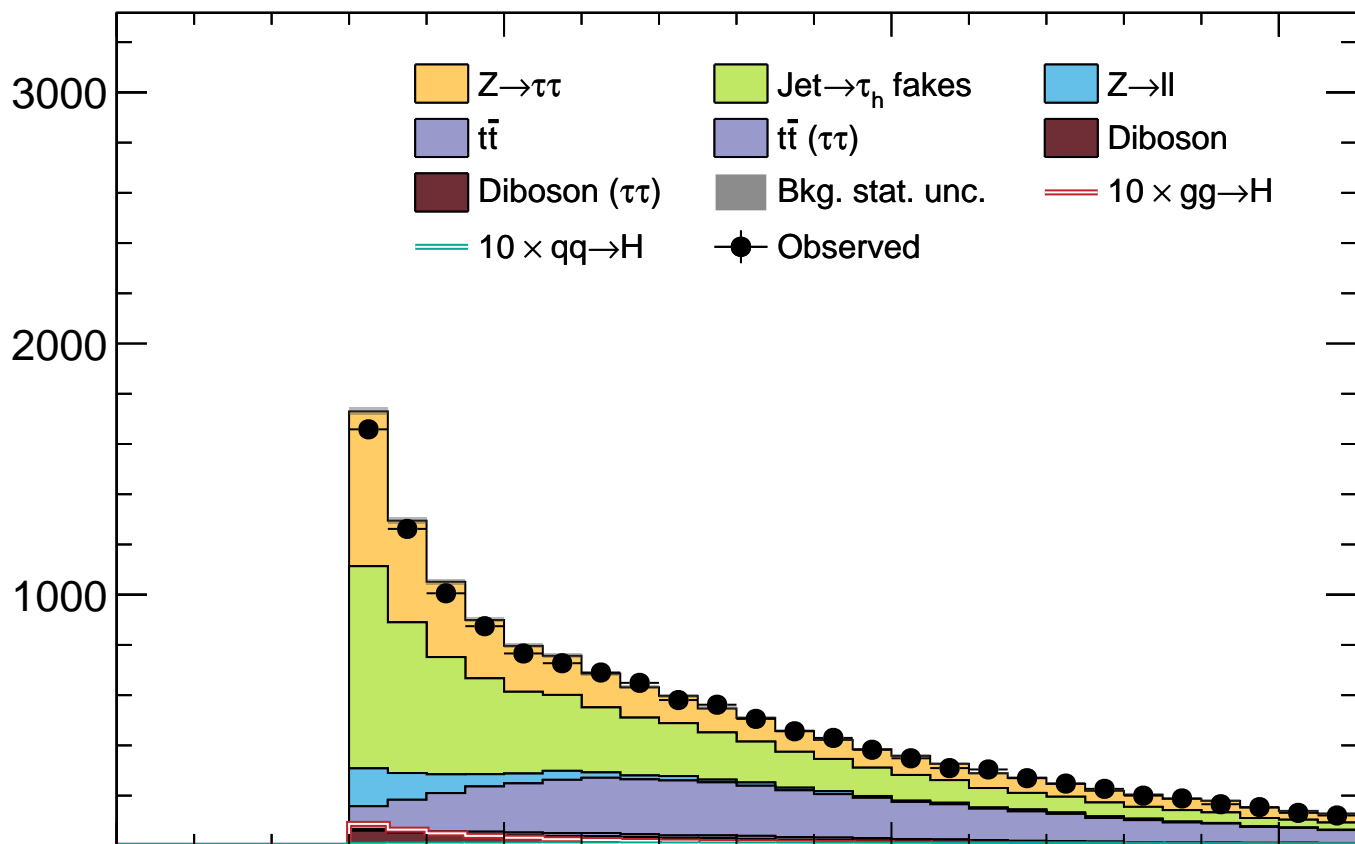 3000
2000
1000
Z→ττ Jet→τₕ fakes Z→ll
tt̄ tt̄ (ττ) Diboson
Diboson (ττ) Bkg. stat. unc. 10 × gg→H
10 × qq→H Observed